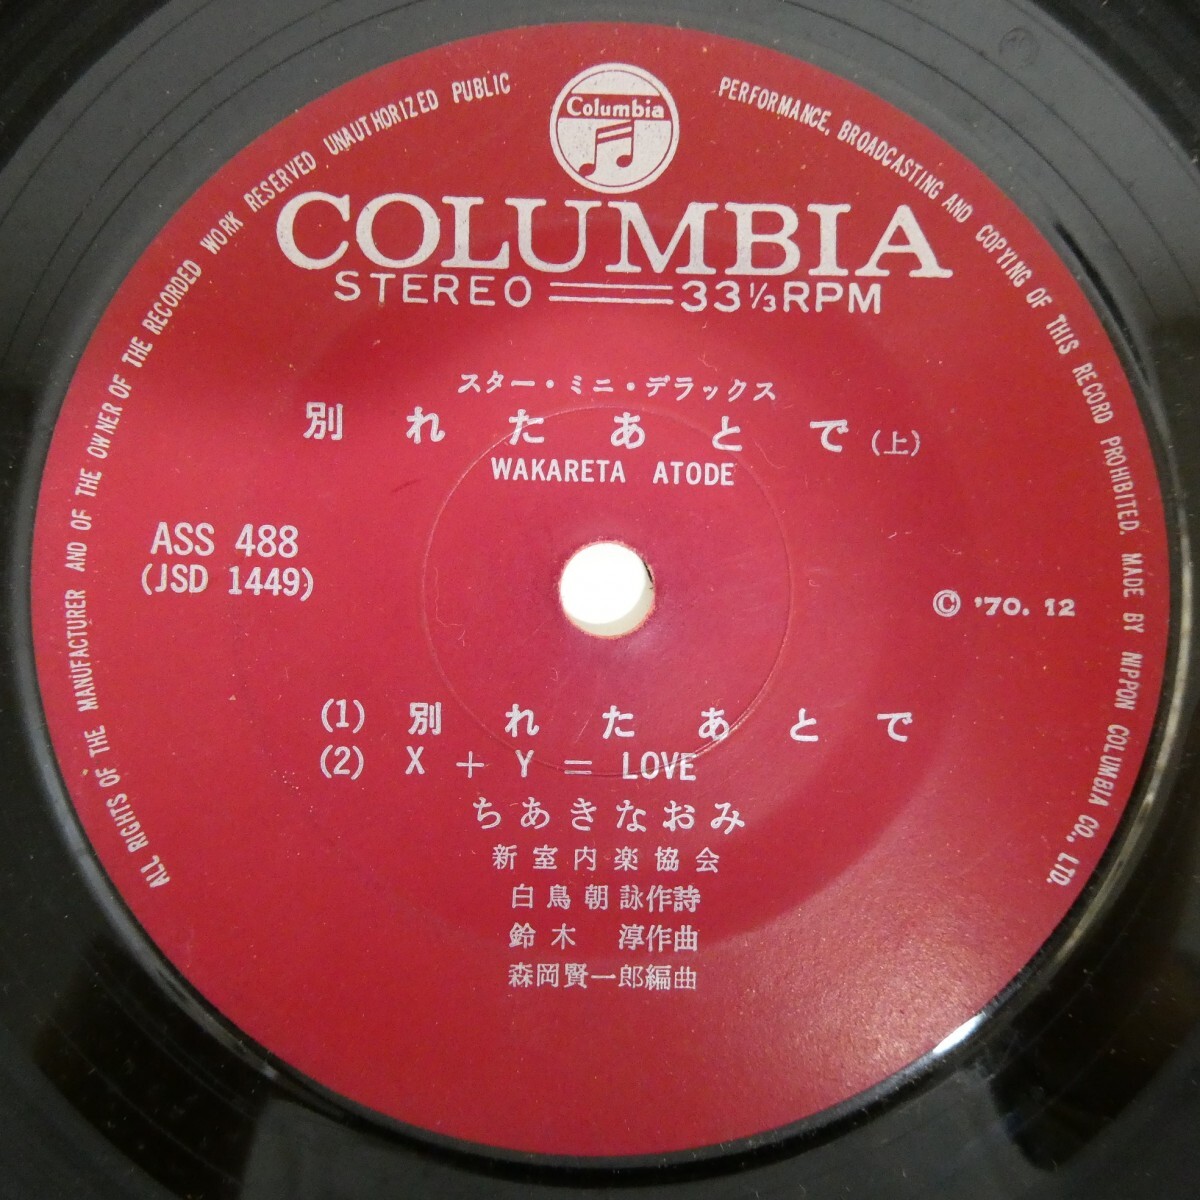 Columbia
COLUMBIA
STEREO 33 1/3 RPM
スター・ミニ・デラックス
別れたあとで(上)
WAKARETA ATODE
ASS 488
(JSD 1449)
© '70. 12
(1) 別れたあとで
(2) X + Y = LOVE
ちあきなおみ
新室内楽協会
白鳥朝詠作詩
鈴木 淳作曲
森岡賢一郎編曲
ALL RIGHTS OF THE MANUFACTURER AND OF THE OWNER OF THE RECORDED WORK RESERVED UNAUTHORIZED PUBLIC PERFORMANCE, BROADCASTING AND COPYING OF THIS RECORD PROHIBITED. MADE BY NIPPON COLUMBIA CO., LTD.